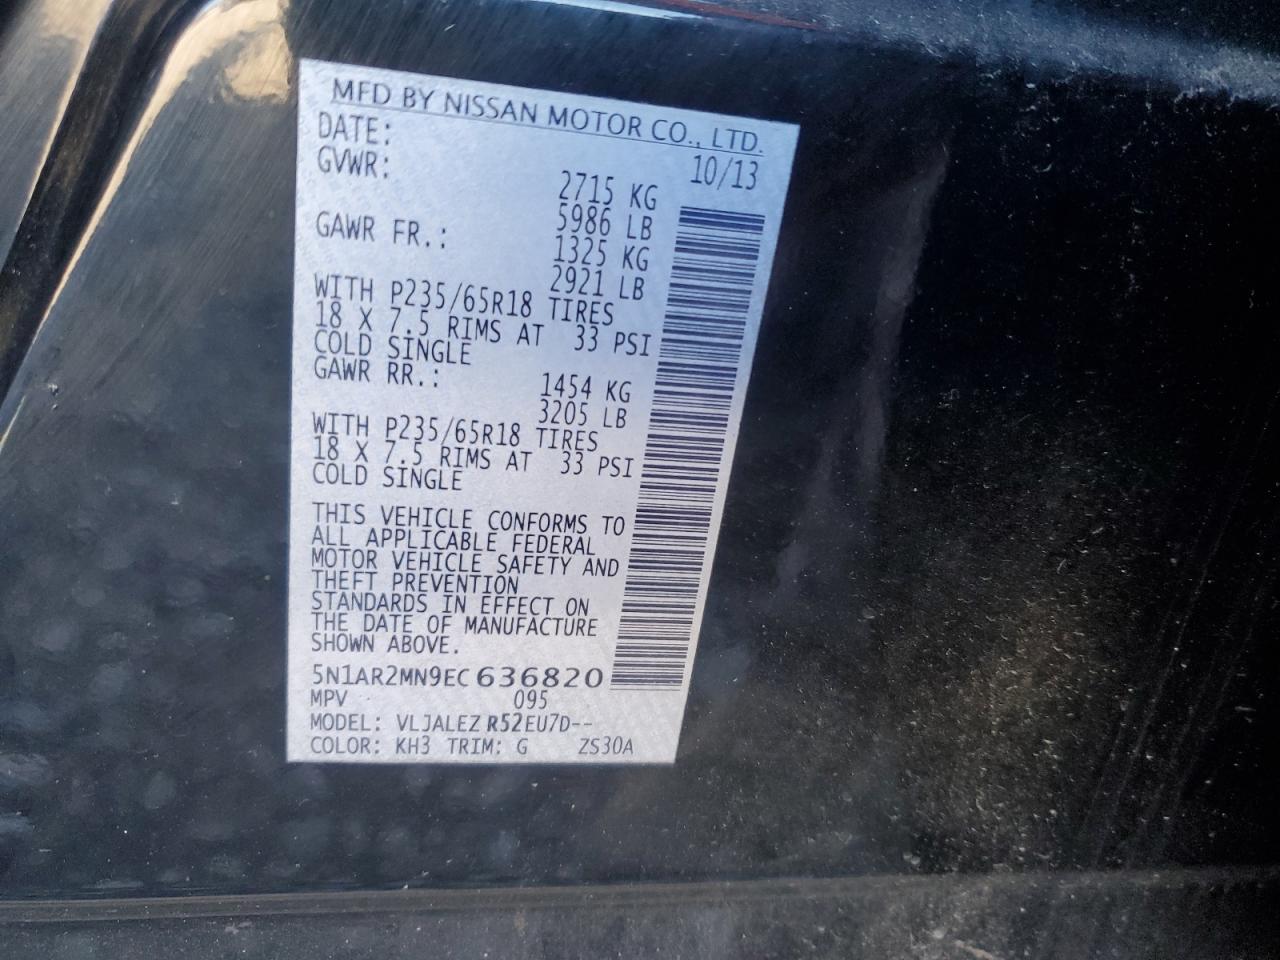 MFD BY NISSAN MOTOR CO., LTD.
DATE: 10/13
GVWR: 2715 KG
5986 LB
GAWR FR.: 1325 KG
2921 LB
WITH P235/65R18 TIRES
18 X 7.5 RIMS AT 33 PSI
COLD SINGLE
GAWR RR.: 1454 KG
3205 LB
WITH P235/65R18 TIRES
18 X 7.5 RIMS AT 33 PSI
COLD SINGLE
THIS VEHICLE CONFORMS TO
ALL APPLICABLE FEDERAL
MOTOR VEHICLE SAFETY AND
THEFT PREVENTION
STANDARDS IN EFFECT ON
THE DATE OF MANUFACTURE
SHOWN ABOVE.
5N1AR2MN9EC636820
MPV 095
MODEL: VLJALEZR52EU7D--
COLOR: KH3 TRIM: G ZS30A